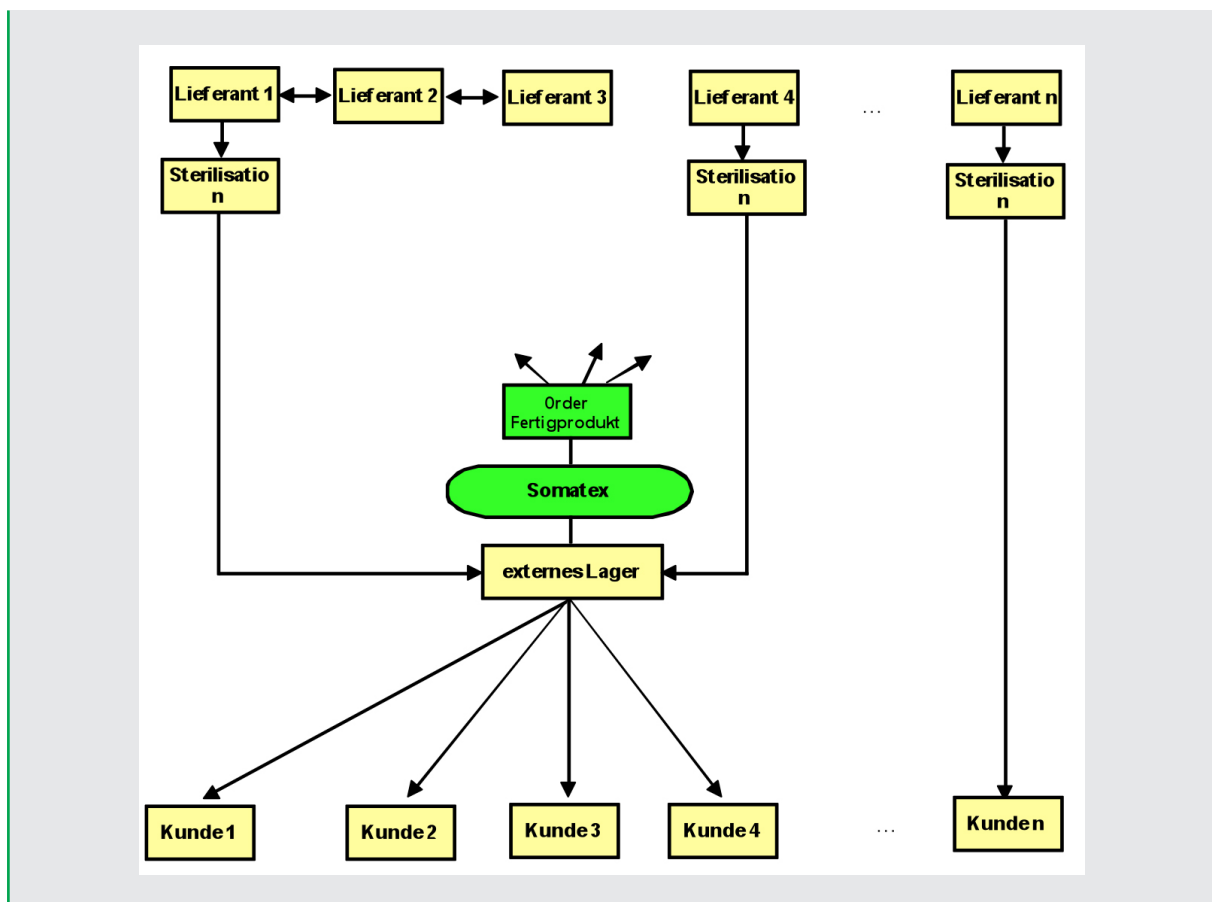 Lieferant 1
Lieferant 2
Lieferant 3
Lieferant 4
...
Lieferant n
Sterilisatio
n
Sterilisatio
n
Sterilisatio
n
Order
Fertigprodukt
Somatex
externes Lager
Kunde 1
Kunde 2
Kunde 3
Kunde 4
...
Kunde n